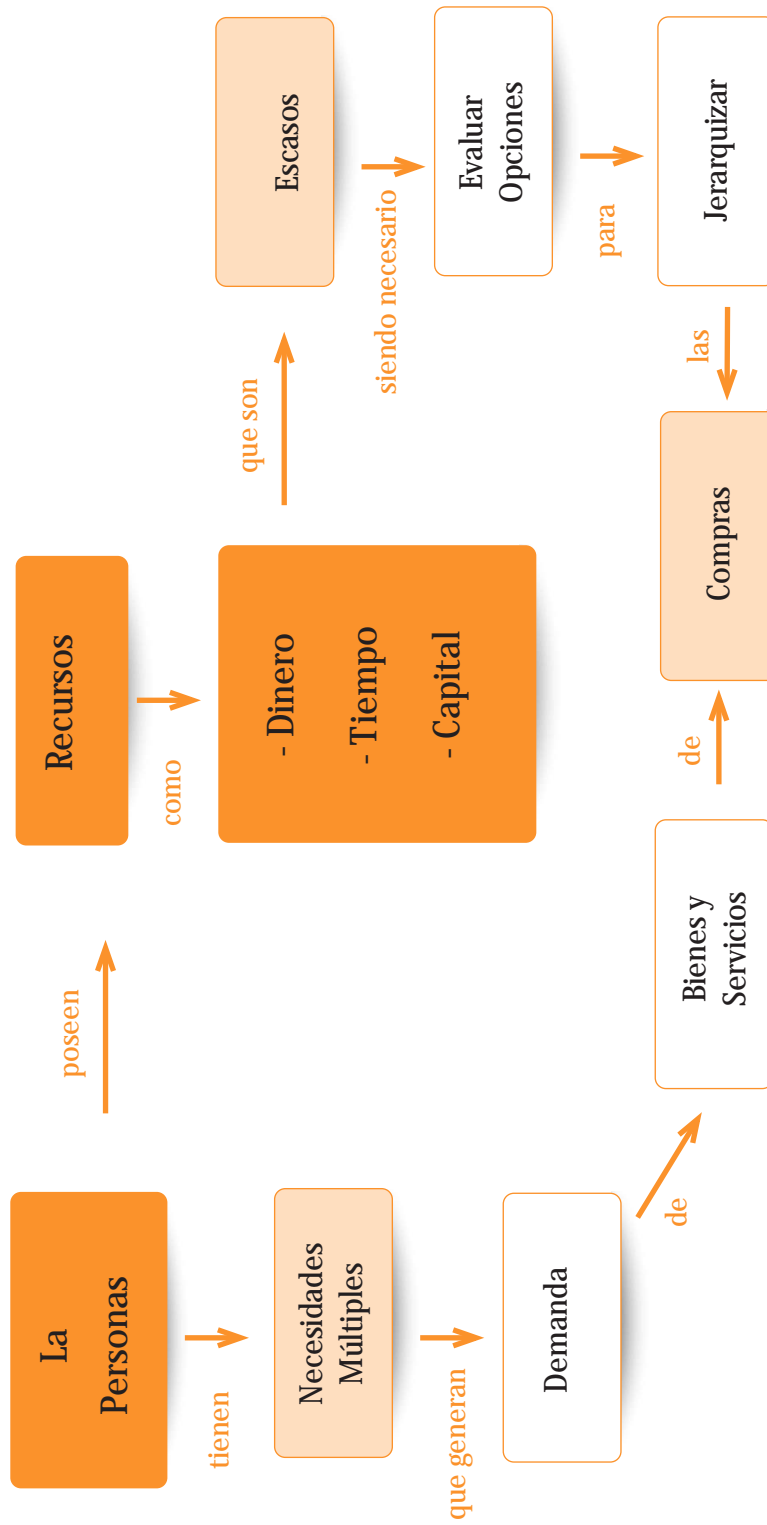 La
Personas
poseen
Recursos
como
- Dinero
- Tiempo
- Capital
que son
Escasos
siendo necesario
Evaluar
Opciones
para
Jerarquizar
las
Compras
tienen
Necesidades
Múltiples
que generan
Demanda
de
Bienes y
Servicios
de